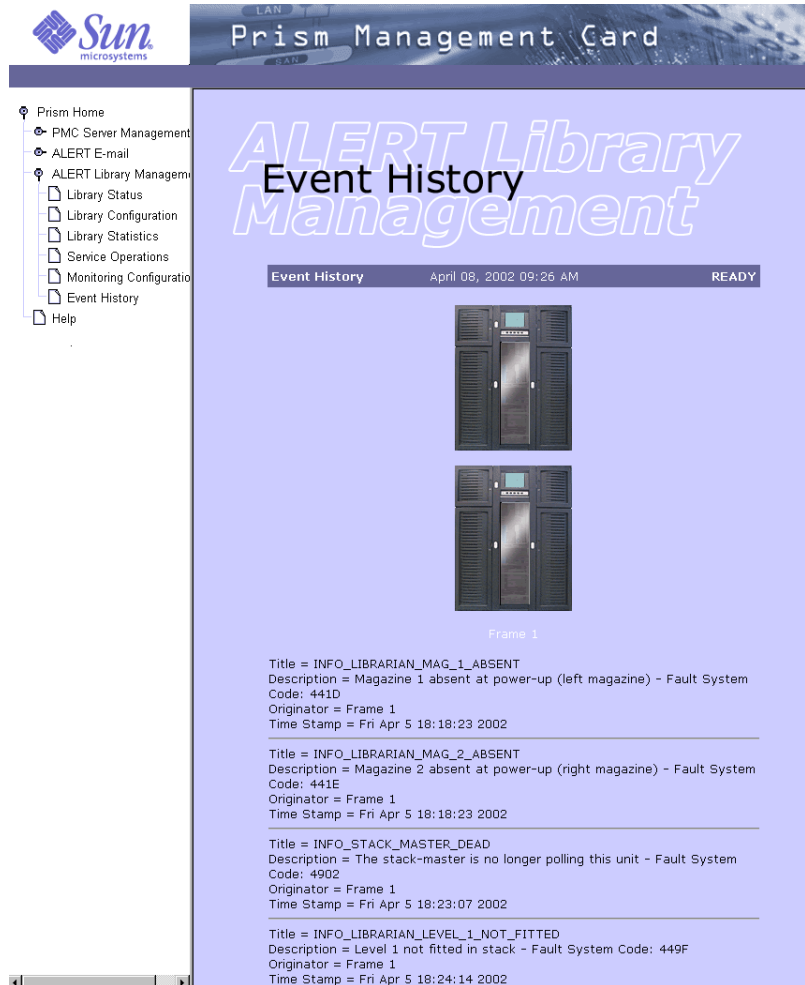 Sun
microsystems
LAN
Prism Management Card
SAN
Prism Home
PMC Server Management
ALERT E-mail
ALERT Library Managem
Library Status
Library Configuration
Library Statistics
Service Operations
Monitoring Configuratio
Event History
Help
ALERT Library
Management
Event History
Event History April 08, 2002 09:26 AM READY
Frame 1
Title = INFO_LIBRARIAN_MAG_1_ABSENT
Description = Magazine 1 absent at power-up (left magazine) - Fault System
Code: 441D
Originator = Frame 1
Time Stamp = Fri Apr 5 18:18:23 2002
Title = INFO_LIBRARIAN_MAG_2_ABSENT
Description = Magazine 2 absent at power-up (right magazine) - Fault System
Code: 441E
Originator = Frame 1
Time Stamp = Fri Apr 5 18:18:23 2002
Title = INFO_STACK_MASTER_DEAD
Description = The stack-master is no longer polling this unit - Fault System
Code: 4902
Originator = Frame 1
Time Stamp = Fri Apr 5 18:23:07 2002
Title = INFO_LIBRARIAN_LEVEL_1_NOT_FITTED
Description = Level 1 not fitted in stack - Fault System Code: 449F
Originator = Frame 1
Time Stamp = Fri Apr 5 18:24:14 2002